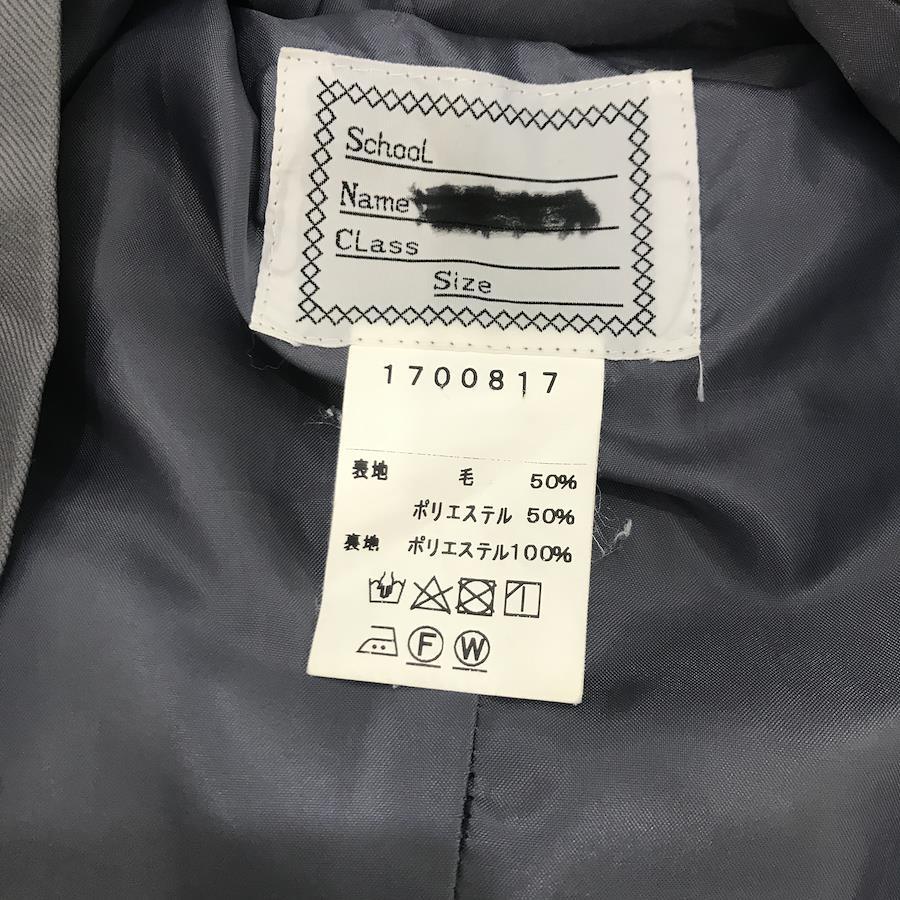 School
Name
Class
Size
1700817
表地 毛 50%
ポリエステル 50%
裏地 ポリエステル100%
F W